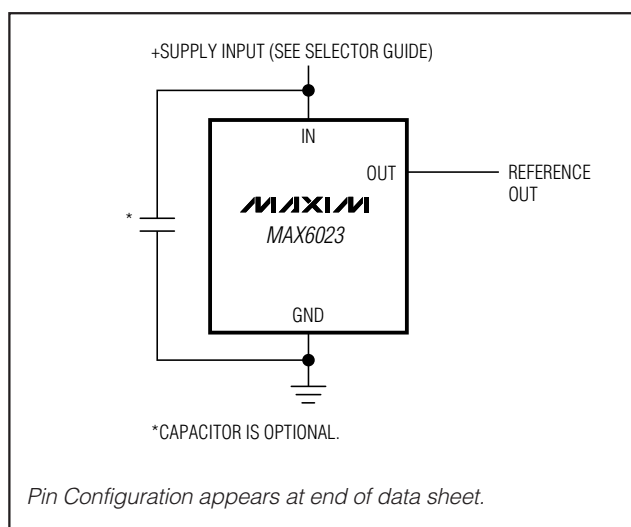 +SUPPLY INPUT (SEE SELECTOR GUIDE)
IN
OUT
REFERENCE
OUT
*
MAXIM
MAX6023
GND
*CAPACITOR IS OPTIONAL.
Pin Configuration appears at end of data sheet.